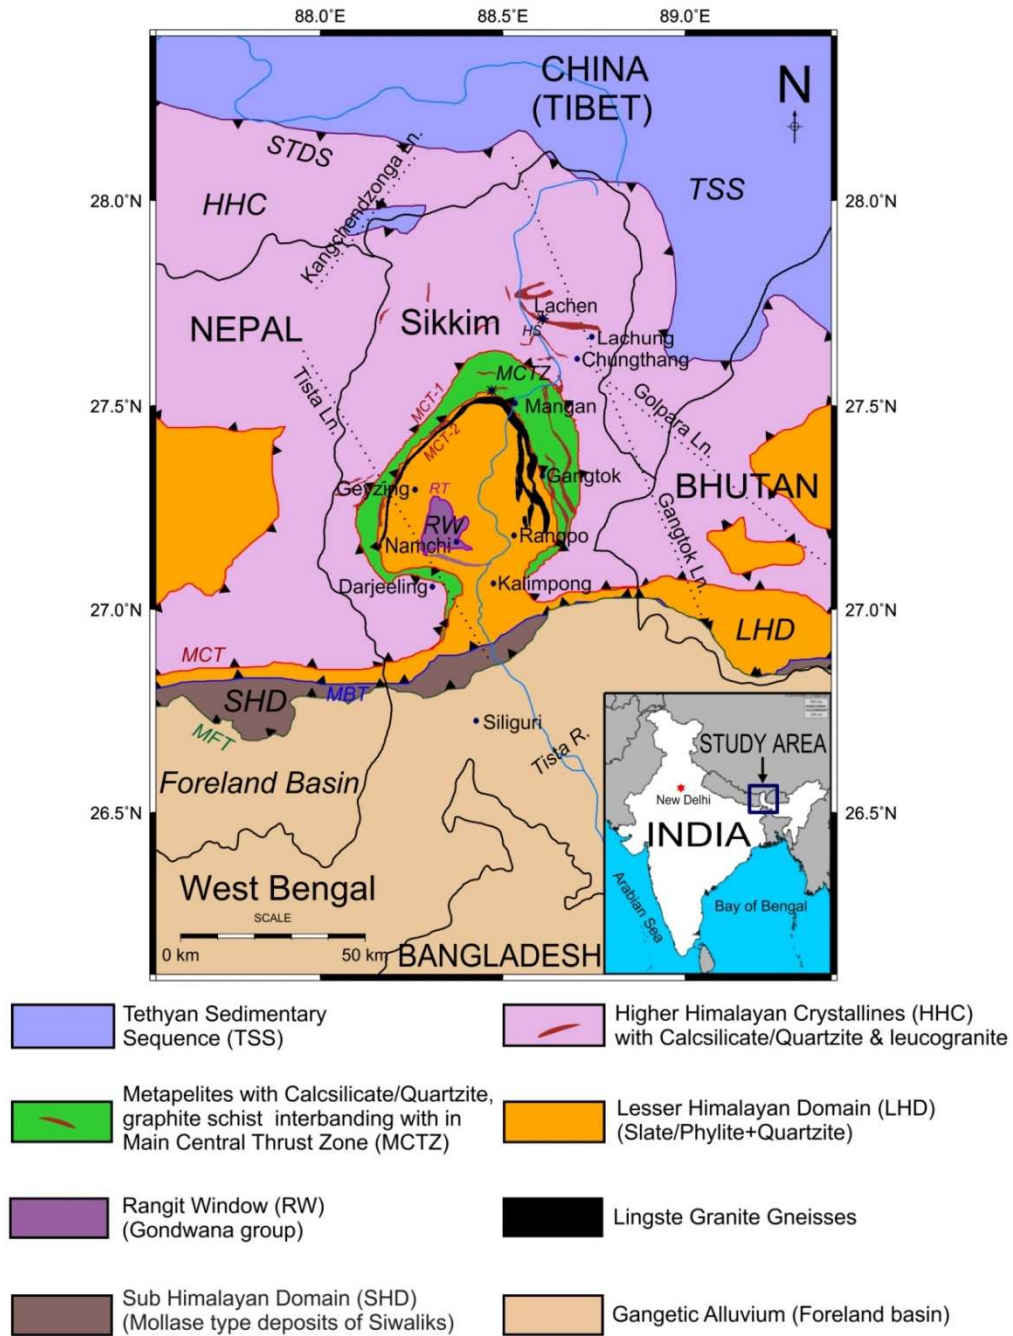 88.0°E
88.5°E
89.0°E
CHINA
(TIBET)
N
STDS
Kangchendzonga Ln.
HHC
TSS
28.0°N
28.0°N
NEPAL
Sikkim
Lachen
HS
Lachung
Chungthang
MCTZ
Tista Ln.
MCT-1
Golpara Ln.
27.5°N
27.5°N
Mangan
MCT-2
Geyzing
RT
Gangtok
BHUTAN
RW
Namchi
Rangpo
Gangtok Ln.
Darjeeling
Kalimpong
27.0°N
27.0°N
LHD
MCT
SHD
MBT
MFT
Siliguri
Tista R.
Foreland Basin
26.5°N
26.5°N
STUDY AREA
New Delhi
INDIA
Arabian Sea
Bay of Bengal
West Bengal
SCALE
0 km
50 km
BANGLADESH
Tethyan Sedimentary
Sequence (TSS)
Higher Himalayan Crystallines (HHC)
with Calcsilicate/Quartzite & leucogranite
Metapelites with Calcsilicate/Quartzite,
graphite schist interbanding with in
Main Central Thrust Zone (MCTZ)
Lesser Himalayan Domain (LHD)
(Slate/Phylite+Quartzite)
Rangit Window (RW)
(Gondwana group)
Lingste Granite Gneisses
Sub Himalayan Domain (SHD)
(Mollase type deposits of Siwaliks)
Gangetic Alluvium (Foreland basin)